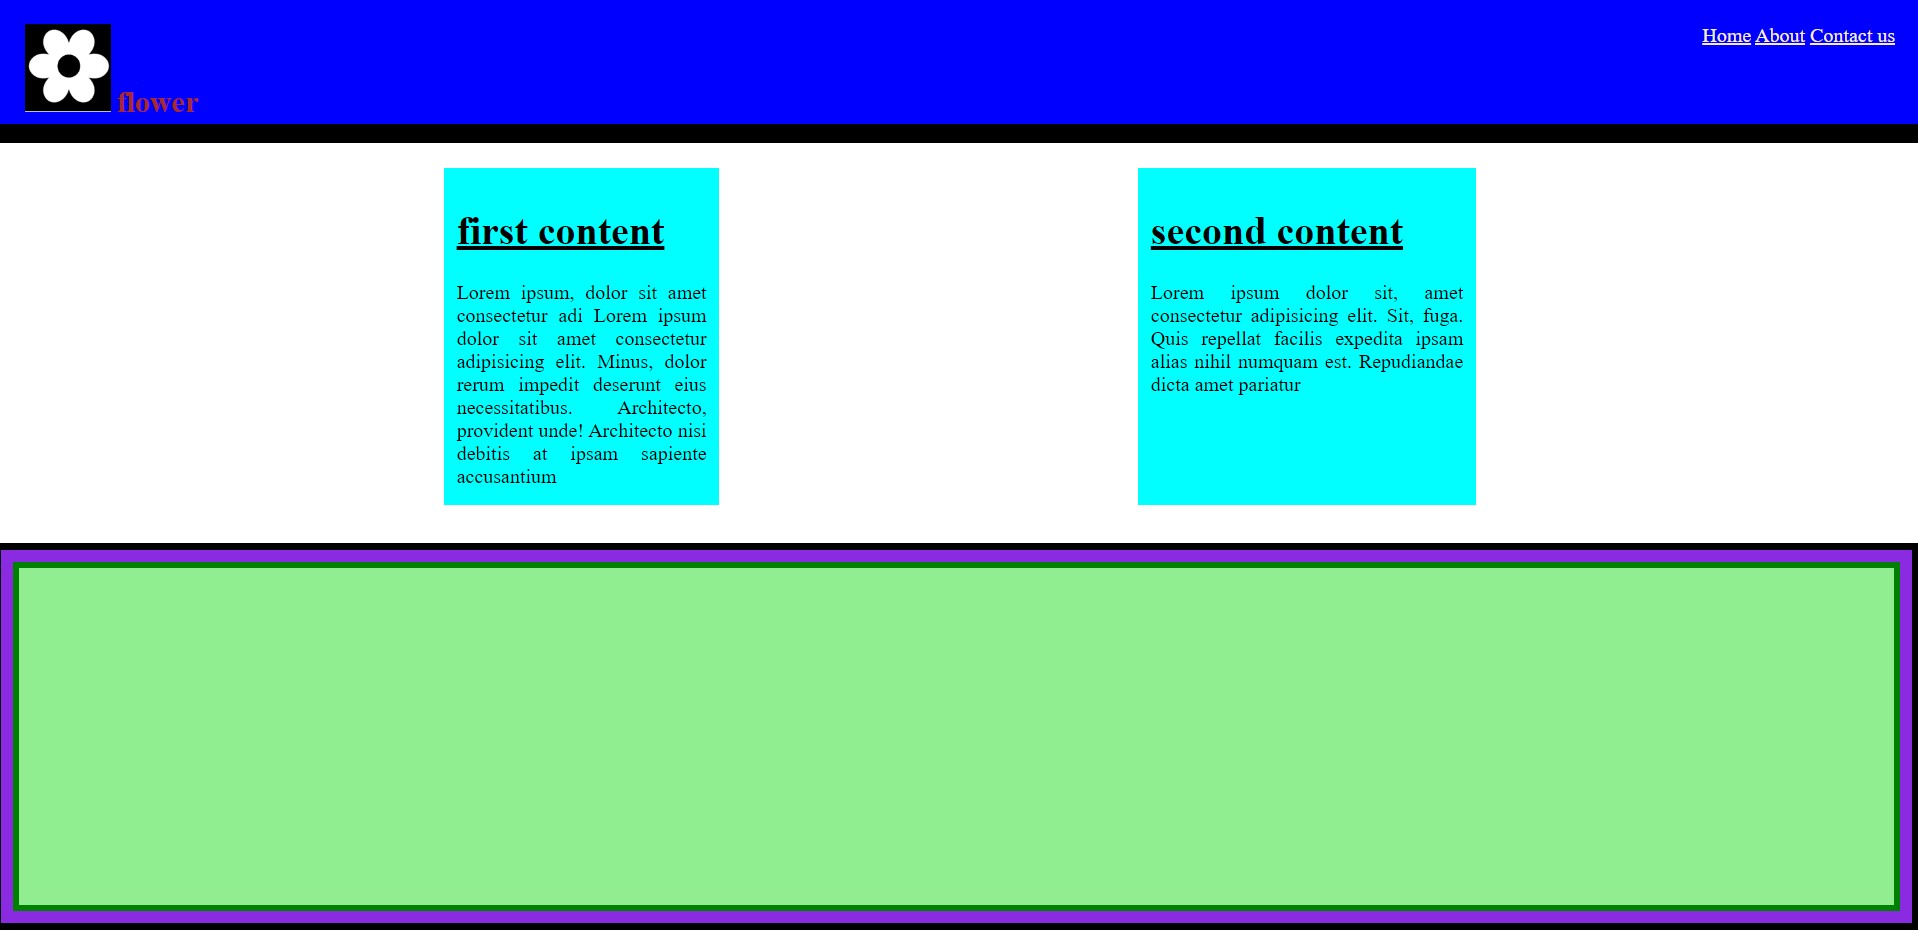 flower
Home About Contact us
first content
Lorem ipsum, dolor sit amet
consectetur adi Lorem ipsum
dolor sit amet consectetur
adipisicing elit. Minus, dolor
rerum impedit deserunt eius
necessitatibus. Architecto,
provident unde! Architecto nisi
debitis at ipsam sapiente
accusantium
second content
Lorem ipsum dolor sit, amet
consectetur adipisicing elit. Sit, fuga.
Quis repellat facilis expedita ipsam
alias nihil numquam est. Repudiandae
dicta amet pariatur